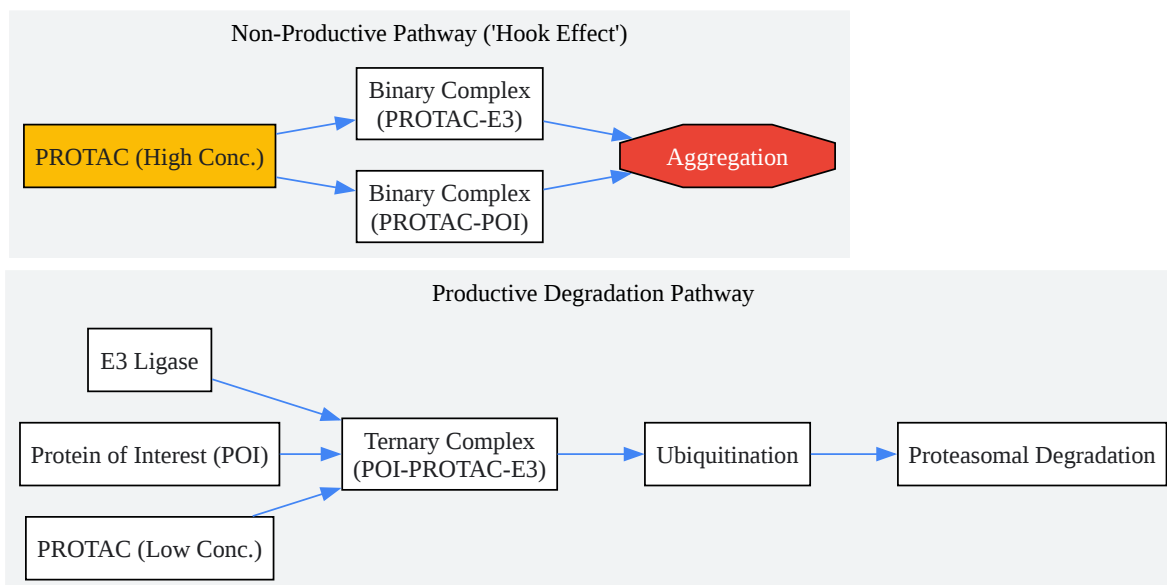 Non-Productive Pathway ('Hook Effect')
PROTAC (High Conc.)
Binary Complex
(PROTAC-E3)
Binary Complex
(PROTAC-POI)
Aggregation
Productive Degradation Pathway
E3 Ligase
Protein of Interest (POI)
PROTAC (Low Conc.)
Ternary Complex
(POI-PROTAC-E3)
Ubiquitination
Proteasomal Degradation